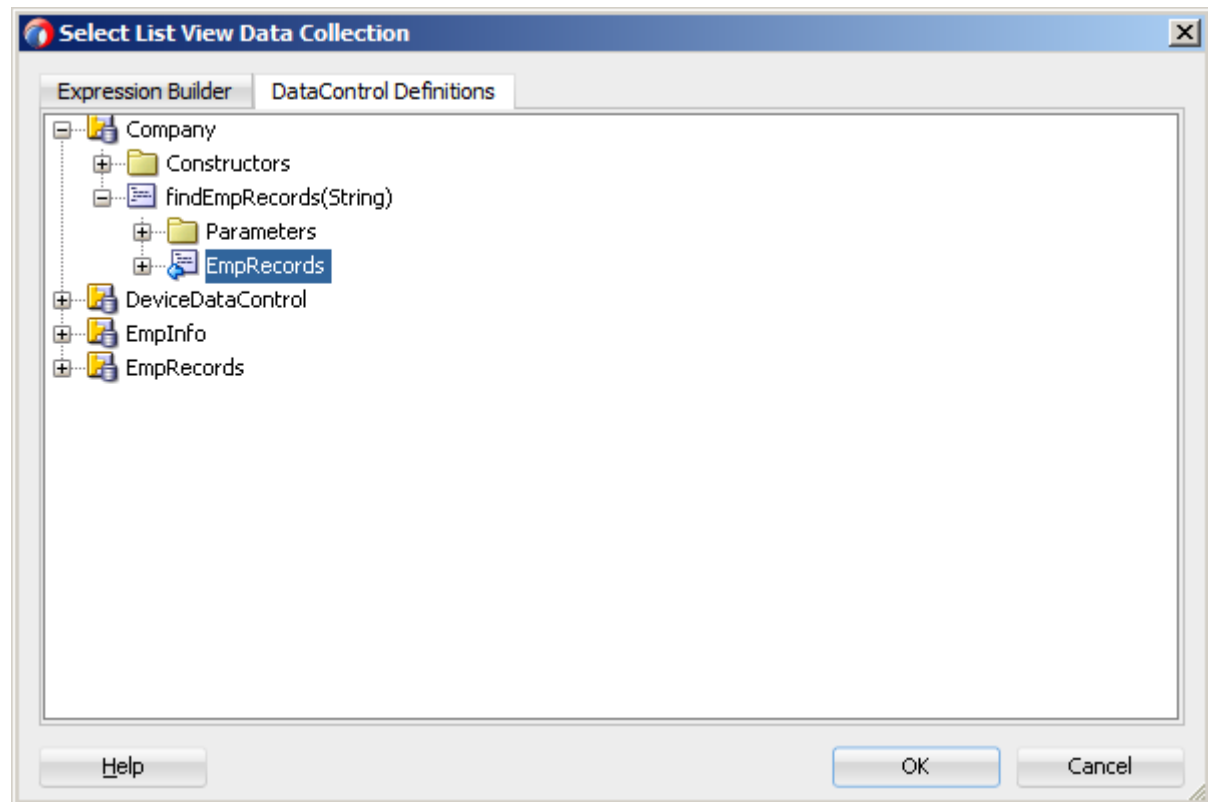 Select List View Data Collection
Expression Builder DataControl Definitions
Company
Constructors
findEmpRecords(String)
Parameters
EmpRecords
DeviceDataControl
EmpInfo
EmpRecords
Help OK Cancel